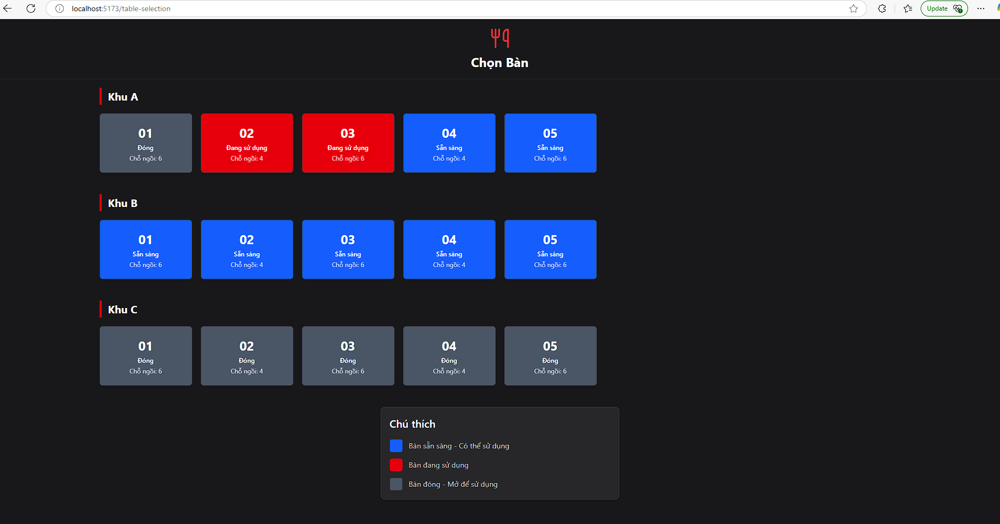 localhost:5173/table-selection
Update
Chọn Bàn
Khu A
01
Đóng
Chỗ ngồi: 6
02
Đang sử dụng
Chỗ ngồi: 4
03
Đang sử dụng
Chỗ ngồi: 6
04
Sẵn sàng
Chỗ ngồi: 4
05
Sẵn sàng
Chỗ ngồi: 6
Khu B
01
Sẵn sàng
Chỗ ngồi: 6
02
Sẵn sàng
Chỗ ngồi: 4
03
Sẵn sàng
Chỗ ngồi: 6
04
Sẵn sàng
Chỗ ngồi: 4
05
Sẵn sàng
Chỗ ngồi: 6
Khu C
01
Đóng
Chỗ ngồi: 6
02
Đóng
Chỗ ngồi: 4
03
Đóng
Chỗ ngồi: 6
04
Đóng
Chỗ ngồi: 4
05
Đóng
Chỗ ngồi: 6
Chú thích
Bàn sẵn sàng - Có thể sử dụng
Bàn đang sử dụng
Bàn đóng - Mở để sử dụng